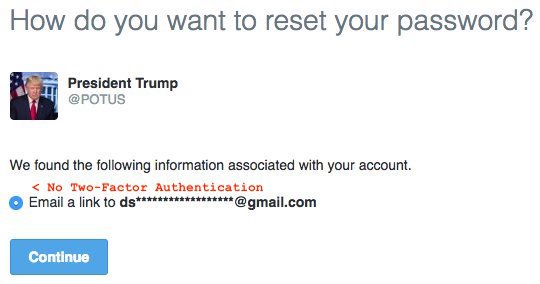 How do you want to reset your password?
President Trump
@POTUS
We found the following information associated with your account.
< No Two-Factor Authentication
Email a link to ds******************@gmail.com
Continue